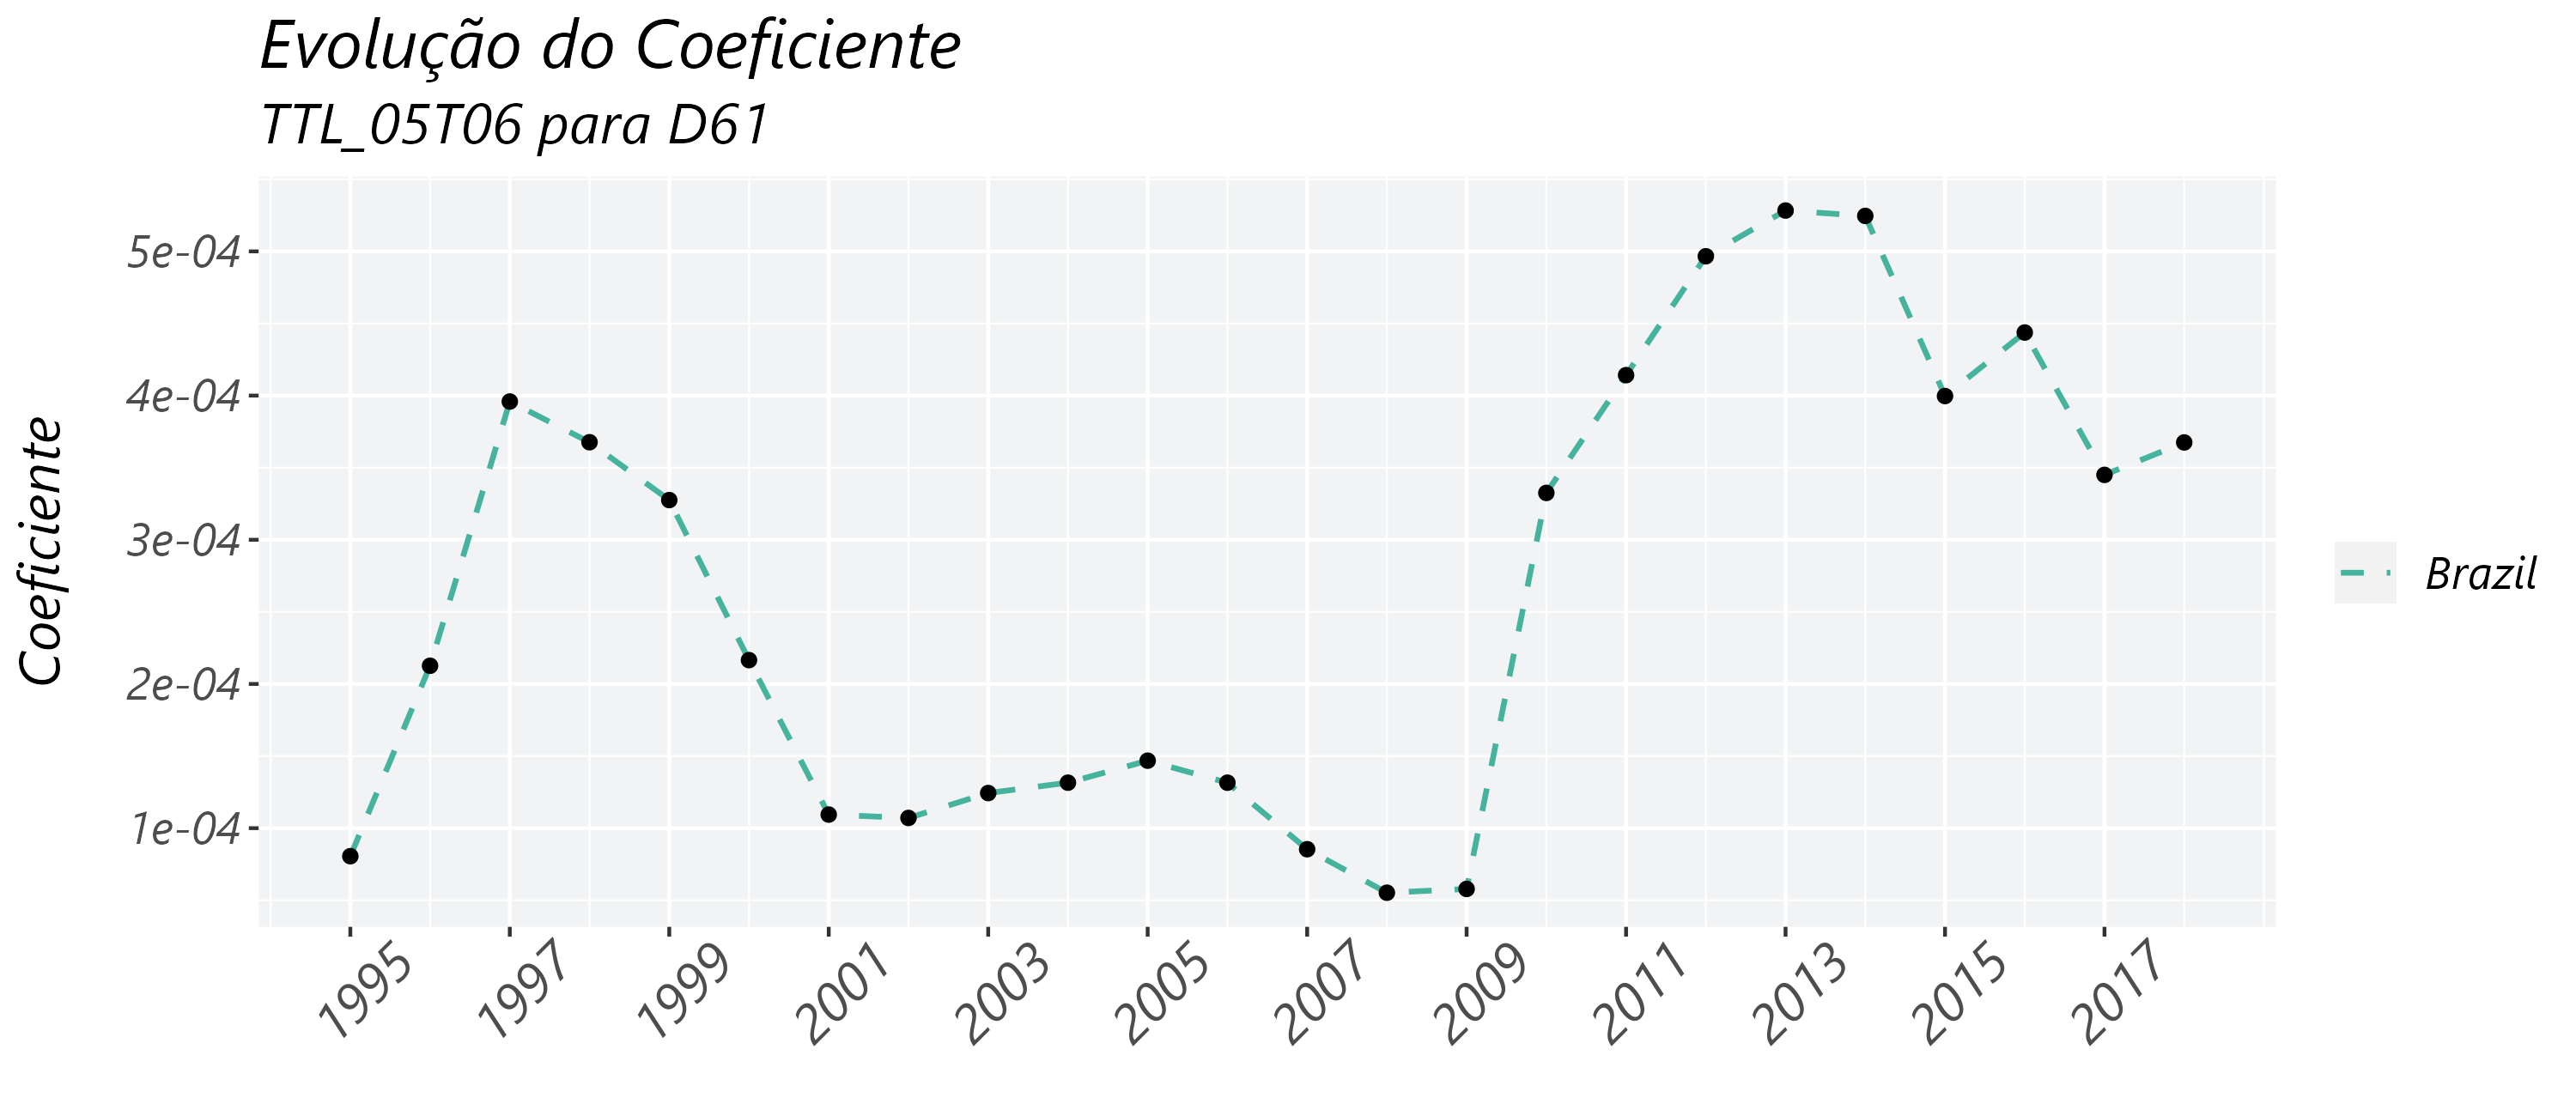 Evolução do Coeficiente
TTL_05T06 para D61
Coeficiente
5e-04
4e-04
3e-04
2e-04
1e-04
1995
1997
1999
2001
2003
2005
2007
2009
2011
2013
2015
2017
Brazil